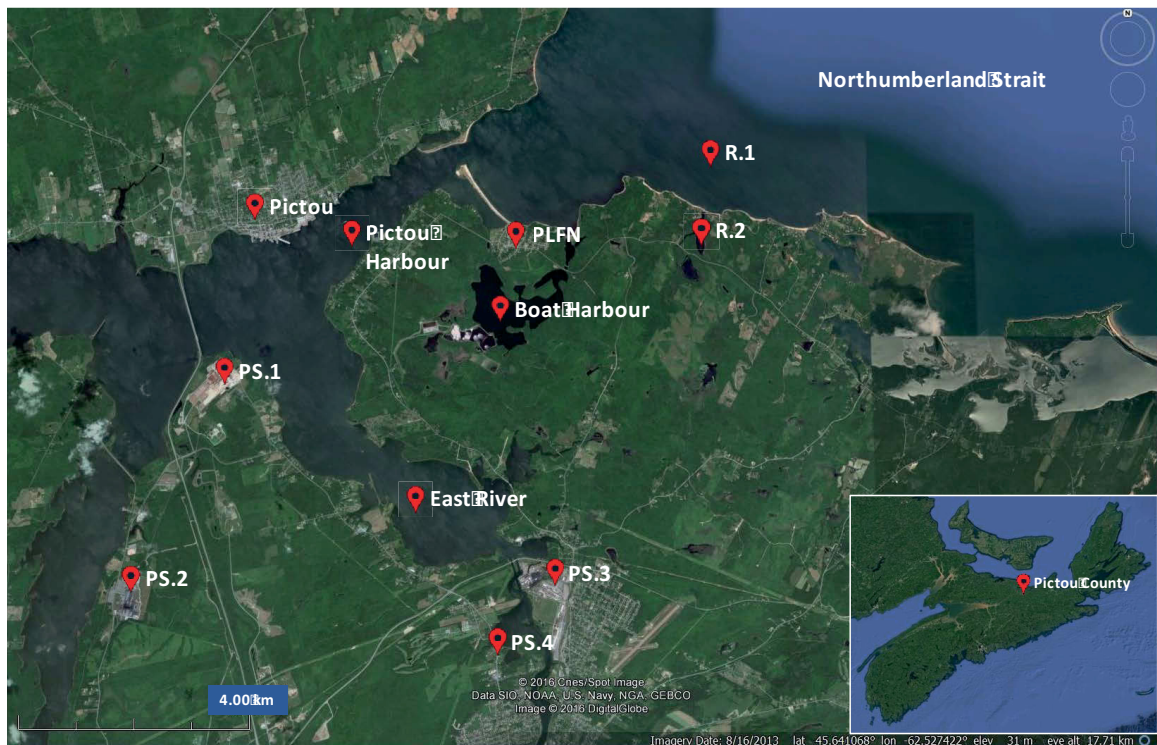 N
Northumberland Strait
R.1
Pictou
Pictou
Harbour
PLFN
R.2
Boat Harbour
PS.1
East River
PS.2
PS.3
PS.4
Pictou County
4.00 km
© 2016 Cnes/Spot Image
Data SIO, NOAA, U.S. Navy, NGA, GEBCO
Image © 2016 DigitalGlobe
Imagery Date: 8/16/2013 lat 45.641068° lon -62.527422° elev 31 m eye alt 17.71 km